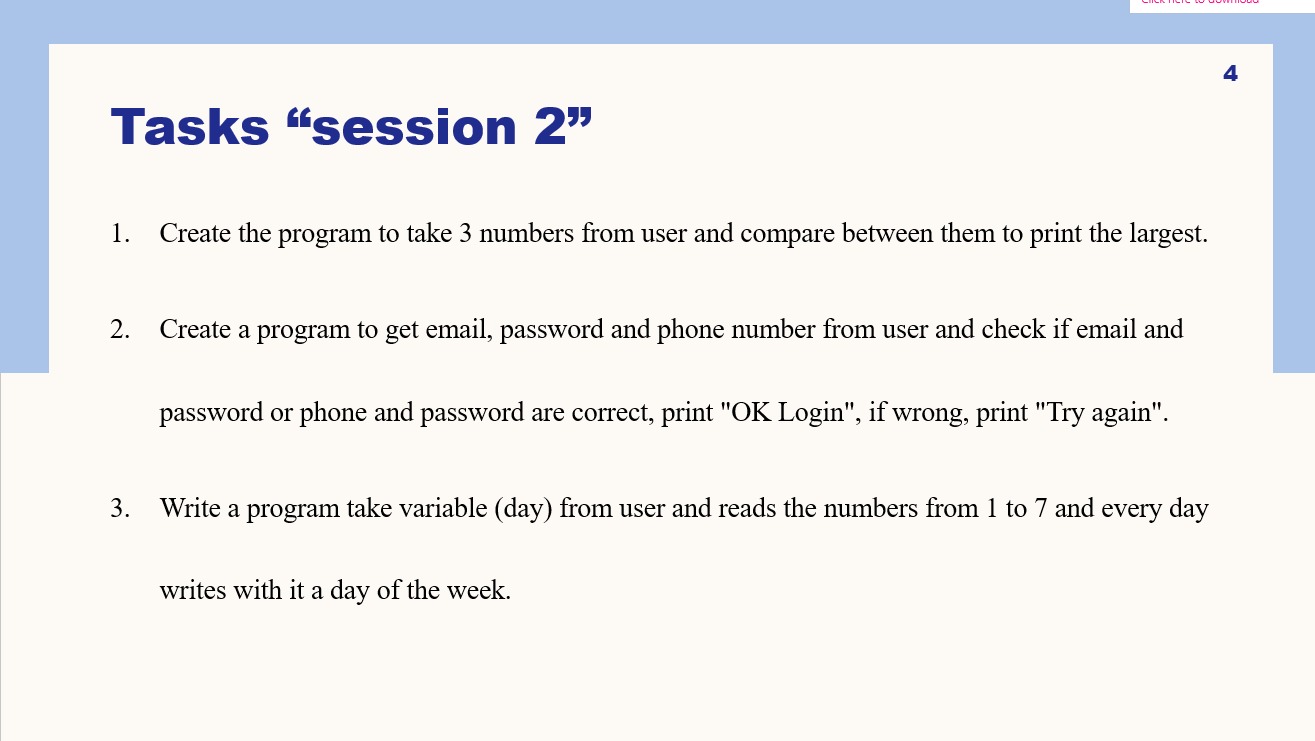 Click here to download
4
Tasks “session 2”
1. Create the program to take 3 numbers from user and compare between them to print the largest.
2. Create a program to get email, password and phone number from user and check if email and
password or phone and password are correct, print "OK Login", if wrong, print "Try again".
3. Write a program take variable (day) from user and reads the numbers from 1 to 7 and every day
writes with it a day of the week.